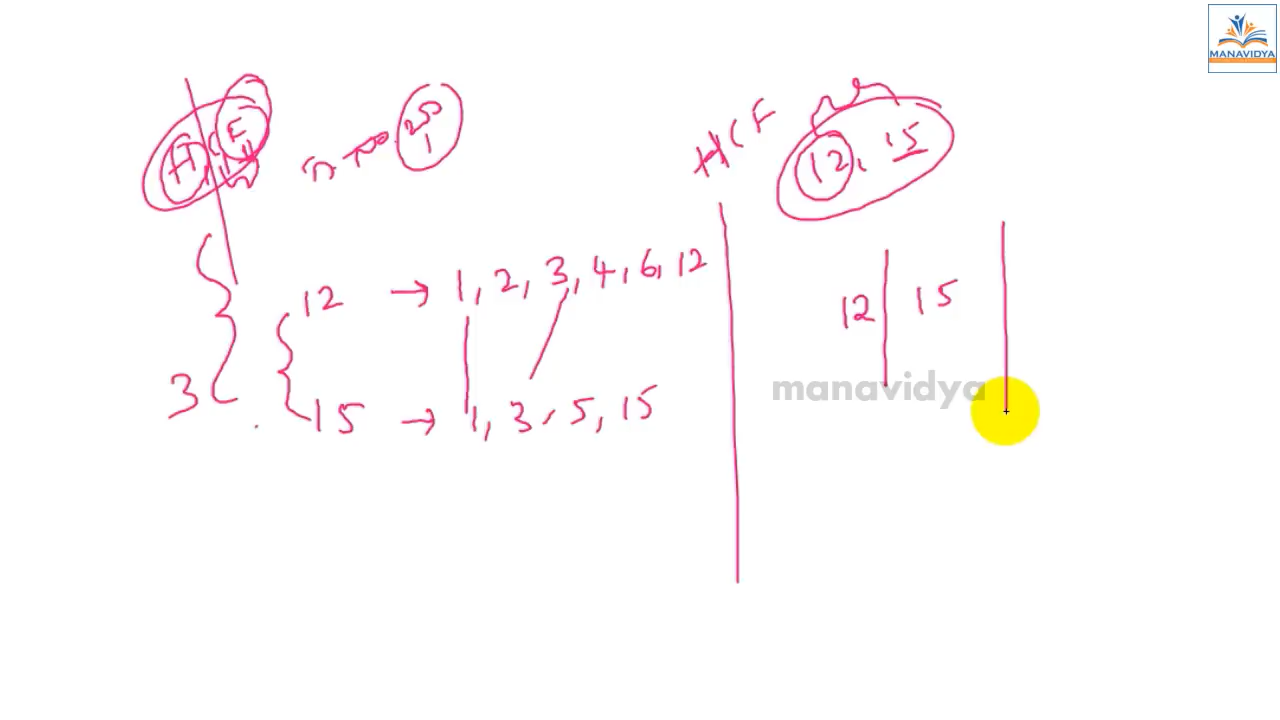 MANAVIDYA
HCF
HCF 12, 15
12 → 1, 2, 3, 4, 6, 12
12 15
3
15 → 1, 3, 5, 15
manavidya